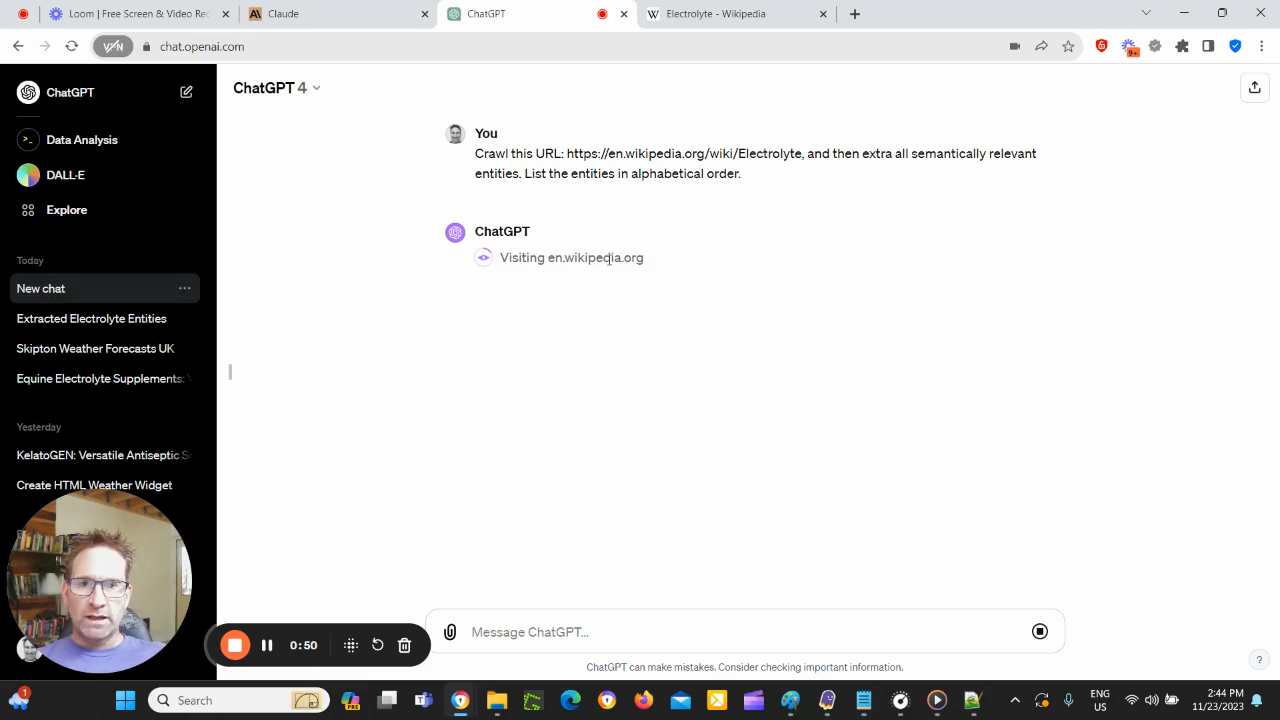 Loom | Free Screen & Video Rec
Claude
ChatGPT
W Electrolyte - Wikipedia
chat.openai.com
9+
ChatGPT
ChatGPT 4
Data Analysis
DALL·E
Explore
You
Crawl this URL: https://en.wikipedia.org/wiki/Electrolyte, and then extra all semantically relevant
entities. List the entities in alphabetical order.
ChatGPT
Visiting en.wikipedia.org
Today
New chat
Extracted Electrolyte Entities
Skipton Weather Forecasts UK
Equine Electrolyte Supplements:
Yesterday
KelatoGEN: Versatile Antiseptic
Create HTML Weather Widget
0:50
Message ChatGPT...
ChatGPT can make mistakes. Consider checking important information.
?
1
Search
ENG
US
2:44 PM
11/23/2023